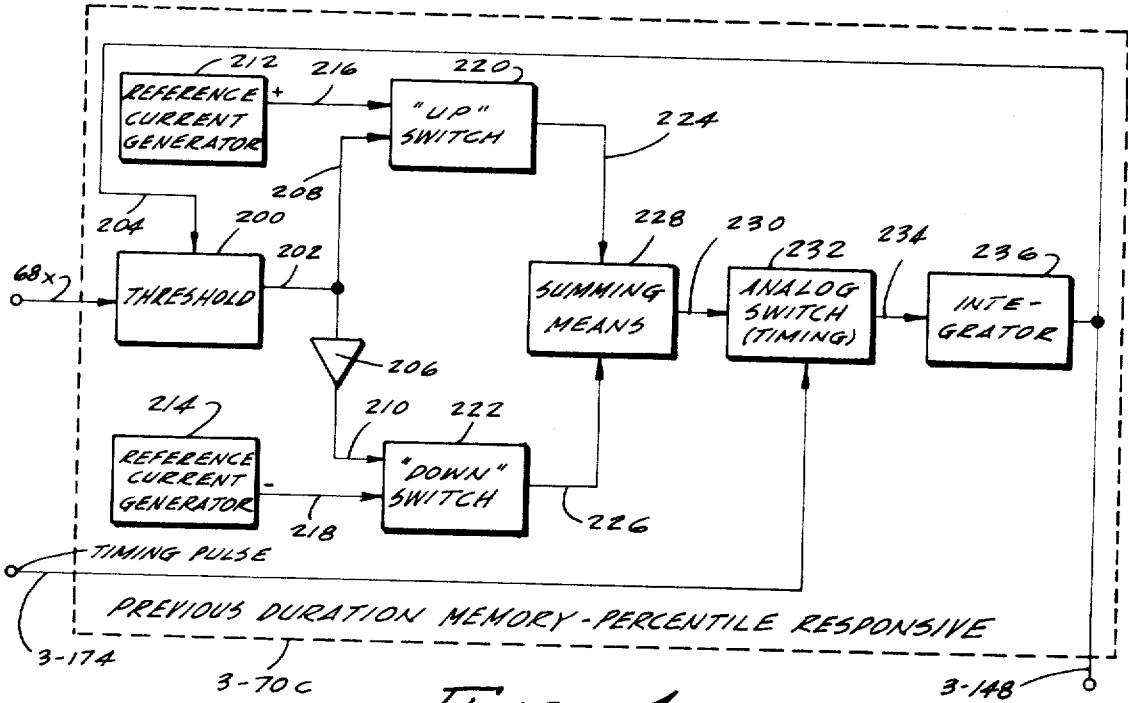 212
216
220
REFERENCE
CURRENT
GENERATOR
+
"UP"
SWITCH
224
208
204
200
202
228
230
232
234
236
68x
THRESHOLD
SUMMING
MEANS
ANALOG
SWITCH
(TIMING)
INTE-
GRATOR
206
214
210
222
REFERENCE
CURRENT
GENERATOR
-
"DOWN"
SWITCH
218
226
TIMING PULSE
PREVIOUS DURATION MEMORY-PERCENTILE RESPONSIVE
3-174
3-70c
3-148